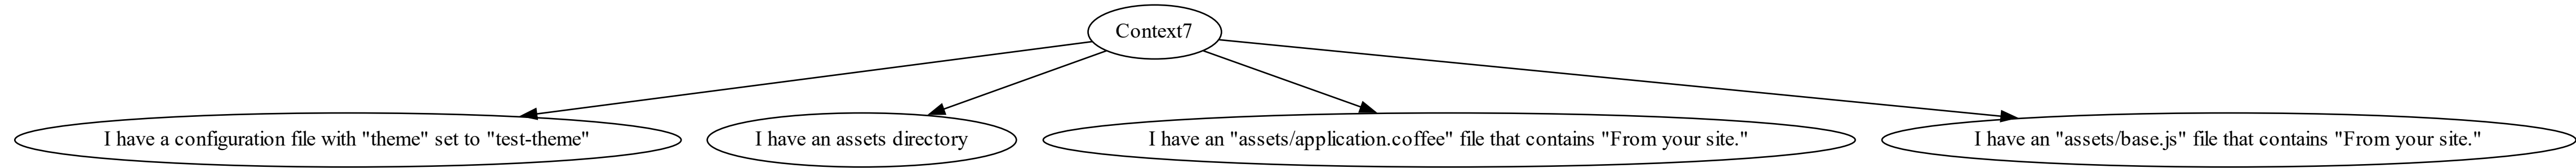 Context7
I have a configuration file with "theme" set to "test-theme"
I have an assets directory
I have an "assets/application.coffee" file that contains "From your site."
I have an "assets/base.js" file that contains "From your site."